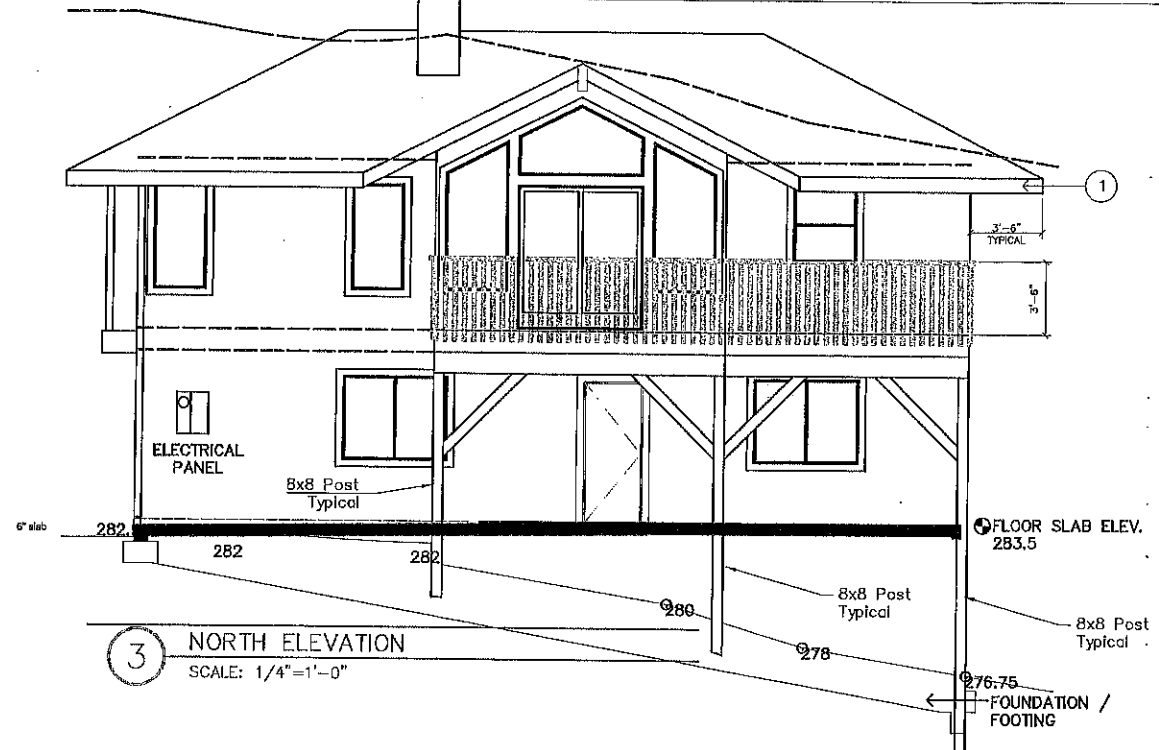 1
3'-6"
TYPICAL
3'-6"
ELECTRICAL
PANEL
8x8 Post
Typical
6" slab
282.
282
282
FLOOR SLAB ELEV.
283.5
280
8x8 Post
Typical
8x8 Post
Typical
3
NORTH ELEVATION
SCALE: 1/4"=1'-0"
278
276.75
FOUNDATION /
FOOTING